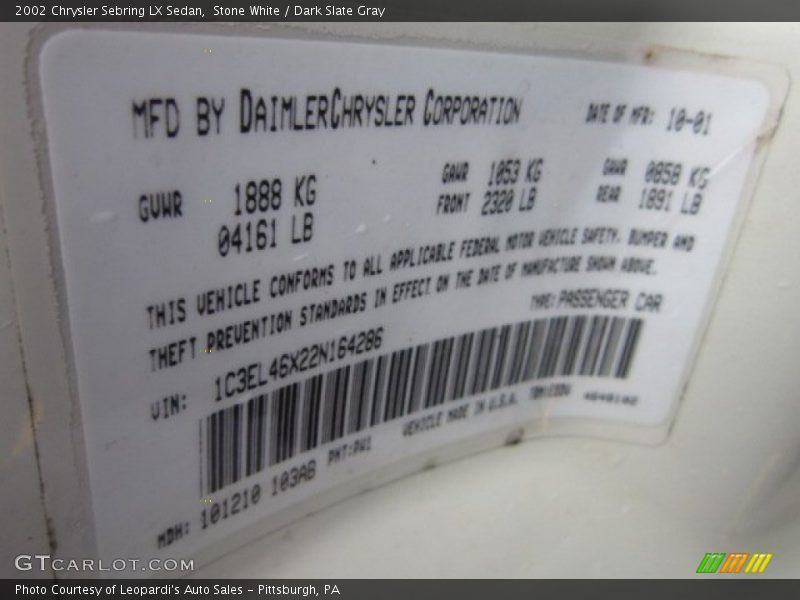 2002 Chrysler Sebring LX Sedan,  Stone White / Dark Slate Gray
MFD BY DAIMLERCHRYSLER CORPORATION DATE OF MFR: 10-01
GVWR 1888 KG GAWR 1053 KG GAWR 0858 KG
04161 LB FRONT 2320 LB REAR 1891 LB
THIS VEHICLE CONFORMS TO ALL APPLICABLE FEDERAL MOTOR VEHICLE SAFETY, BUMPER AND
THEFT PREVENTION STANDARDS IN EFFECT ON THE DATE OF MANUFACTURE SHOWN ABOVE.
TYPE: PASSENGER CAR
VIN: 1C3EL46X22N164286
VEHICLE MADE IN U.S.A.
MDH: 101210 103AB PNT: PW1
GTCARLOT.COM
Photo Courtesy of Leopardi's Auto Sales - Pittsburgh, PA